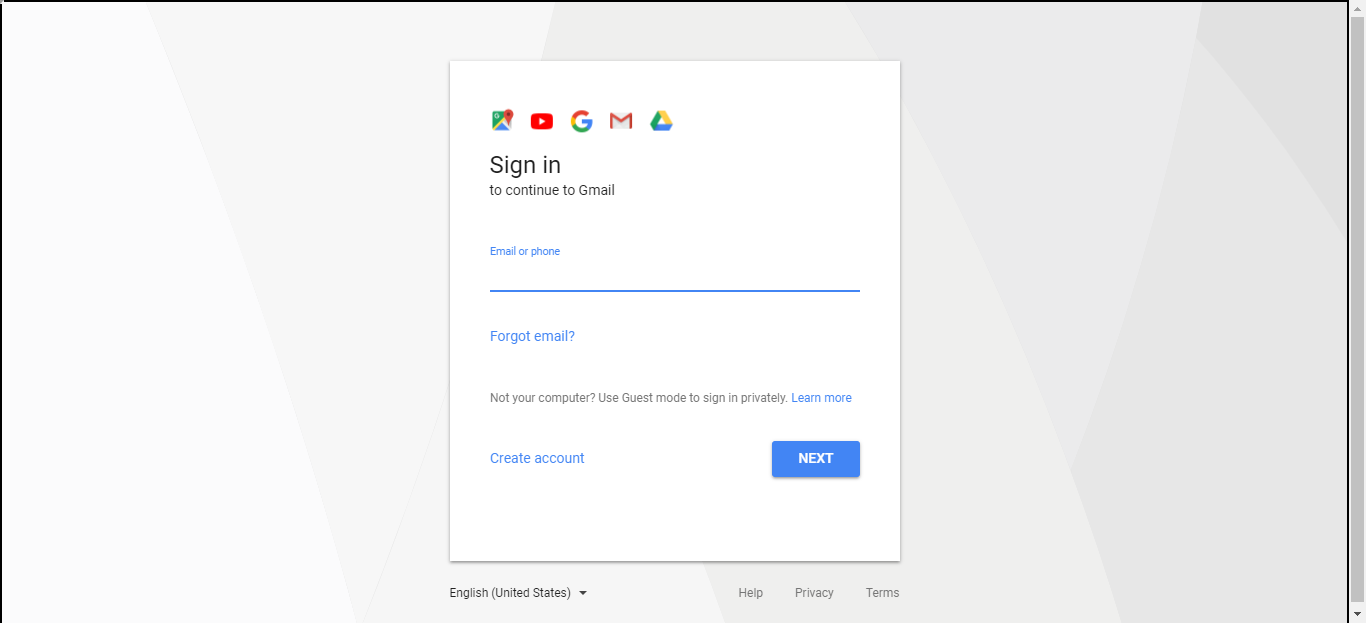 Sign in
to continue to Gmail
Email or phone
Forgot email?
Not your computer? Use Guest mode to sign in privately. Learn more
Create account
NEXT
English (United States)
Help
Privacy
Terms